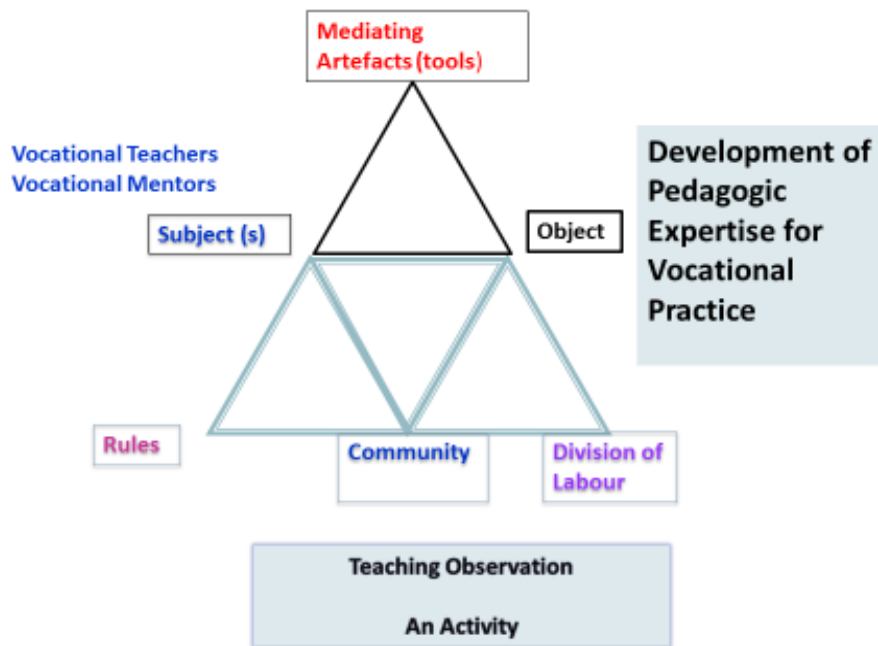 Mediating
Artefacts (tools)
Vocational Teachers
Vocational Mentors
Subject (s)
Object
Development of
Pedagogic
Expertise for
Vocational
Practice
Rules
Community
Division of
Labour
Teaching Observation
An Activity